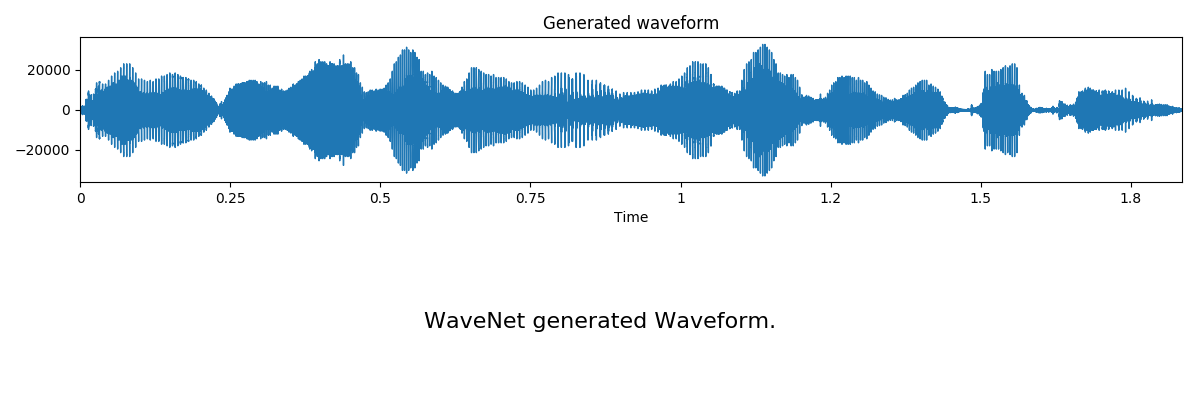 Generated waveform
20000
0
−20000
0 0.25 0.5 0.75 1 1.2 1.5 1.8
Time
WaveNet generated Waveform.